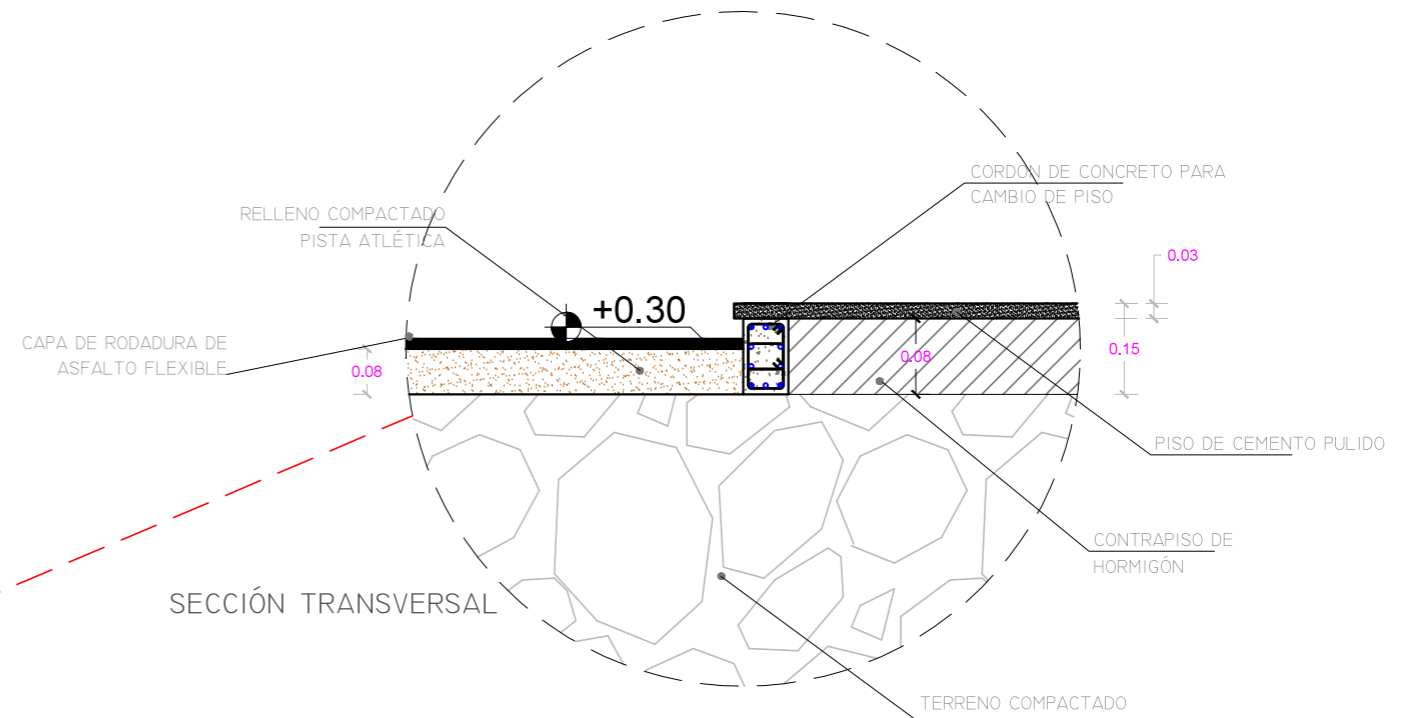 CORDÓN DE CONCRETO PARA
CAMBIO DE PISO
RELLENO COMPACTADO
PISTA ATLÉTICA
0.03
+0.30
CAPA DE RODADURA DE
ASFALTO FLEXIBLE
0.08
0.08
0.15
PISO DE CEMENTO PULIDO
CONTRAPISO DE
HORMIGÓN
SECCIÓN TRANSVERSAL
TERRENO COMPACTADO